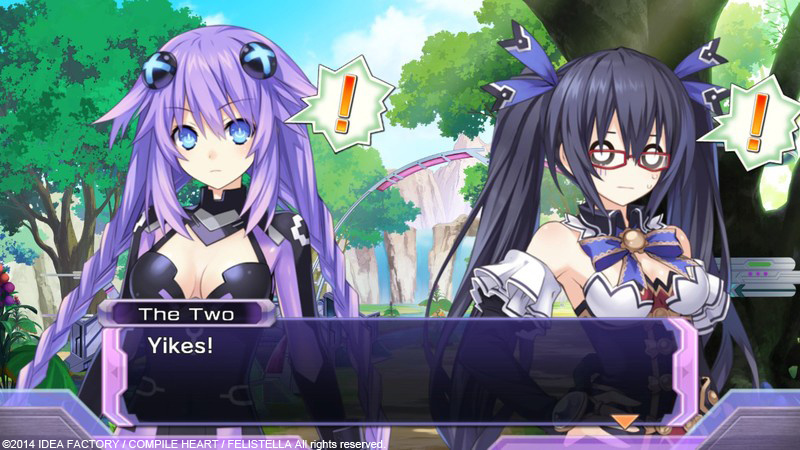 The Two
Yikes!
©2014 IDEA FACTORY / COMPILE HEART / FELISTELLA All rights reserved.